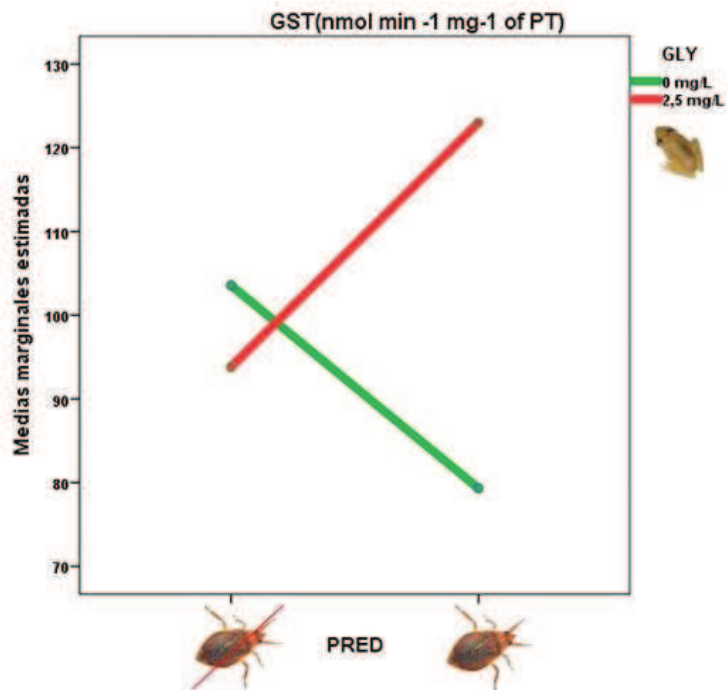 GST(nmol min -1 mg-1 of PT)
GLY
0 mg/L
2,5 mg/L
Medias marginales estimadas
130
120
110
100
90
80
70
PRED